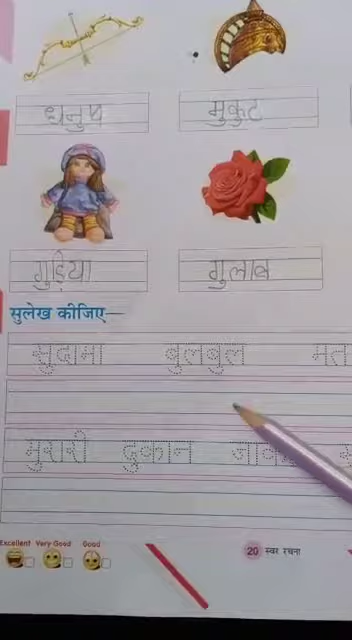 धनुष मुकुट
गुड़िया गुलाब
सुलेख कीजिए—
सुदामा बुलबुल
मुरारी दुकान
Excellent Very Good Good
20 स्वर रचना